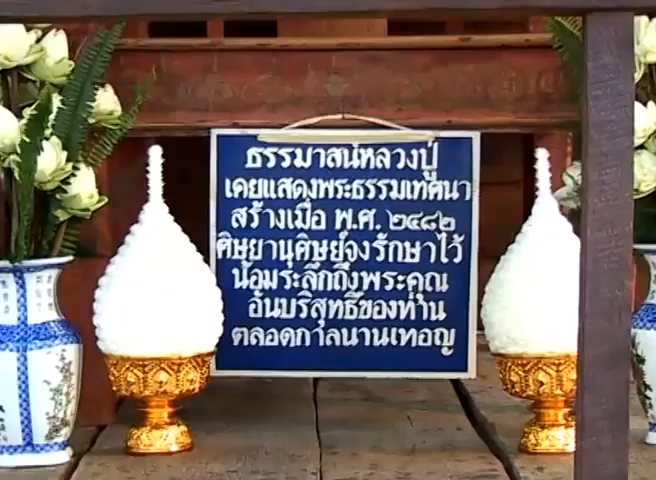 ธรรมาสน์หลวงปู่
เคยแสดงพระธรรมเทศนา
สร้างเมื่อ พ.ศ. ๒๔๘๒
ศิษยานุศิษย์จงรักษาไว้
น้อมระลึกถึงพระคุณ
อันบริสุทธิ์ของท่าน
ตลอดกาลนานเทอญ